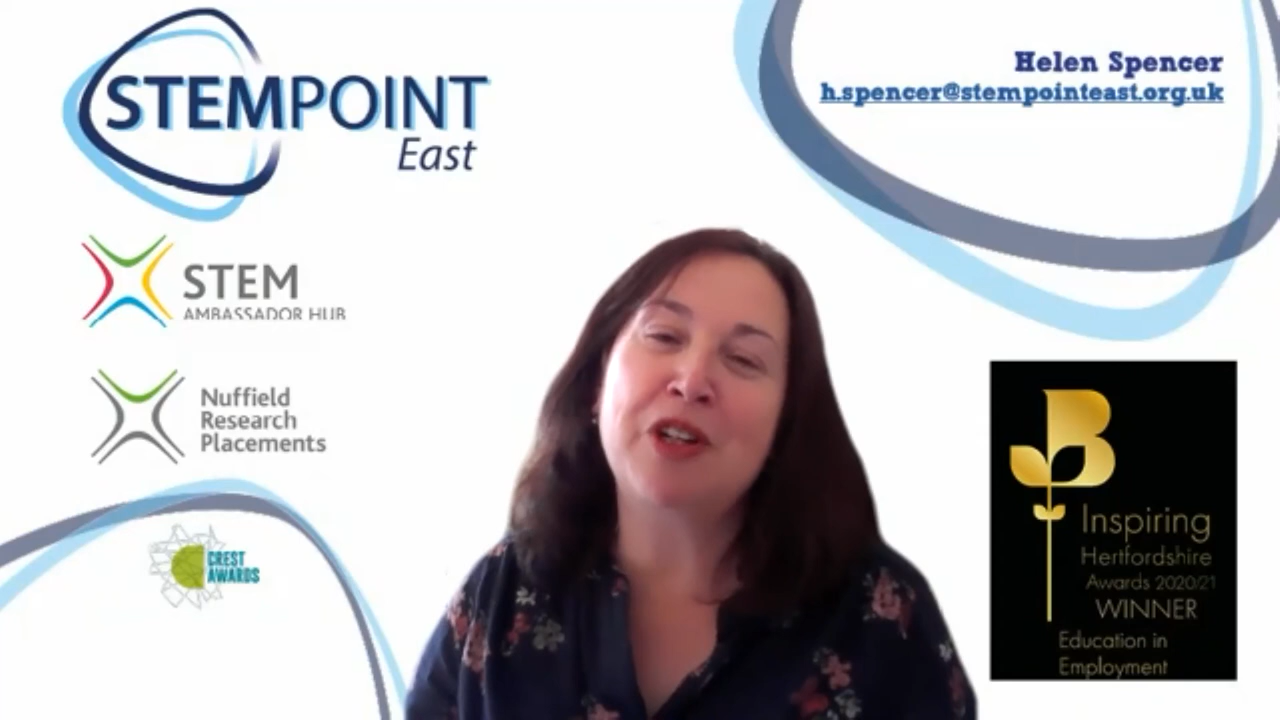 STEMPOINT
East
Helen Spencer
h.spencer@stempointeast.org.uk
STEM
AMBASSADOR HUB
Nuffield
Research
Placements
CREST
AWARDS
B
Inspiring
Hertfordshire
Awards 2020/21
WINNER
Education in
Employment